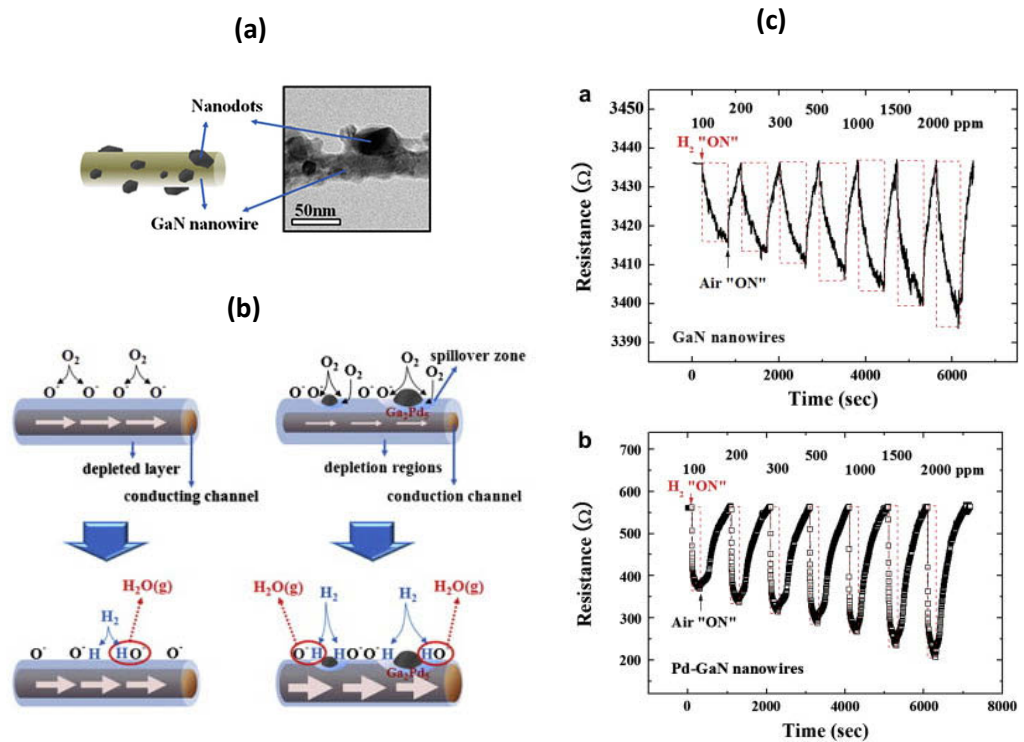 (a)
Nanodots
GaN nanowire
50nm
(b)
O₂ O₂
O⁻ O⁻ O⁻ O⁻
depleted layer
conducting channel
O₂ O₂ O₂ spillover zone
O⁻ O⁻ O⁻ O⁻
Ga₂Pd₅
depletion regions
conduction channel
H₂O(g)
H₂
O⁻ O⁻ H HO⁻ O⁻
H₂O(g) H₂ H₂ H₂O(g)
O⁻ H H O⁻ O⁻ H HO⁻
Ga₂Pd₅
(c)
a
3450
3440
3430
3420
3410
3400
3390
Resistance (Ω)
100 200 300 500 1000 1500 2000 ppm
H₂ "ON"
Air "ON"
GaN nanowires
0 2000 4000 6000
Time (sec)
b
700
600
500
400
300
200
Resistance (Ω)
100 200 300 500 1000 1500 2000 ppm
H₂ "ON"
Air "ON"
Pd-GaN nanowires
0 2000 4000 6000 8000
Time (sec)